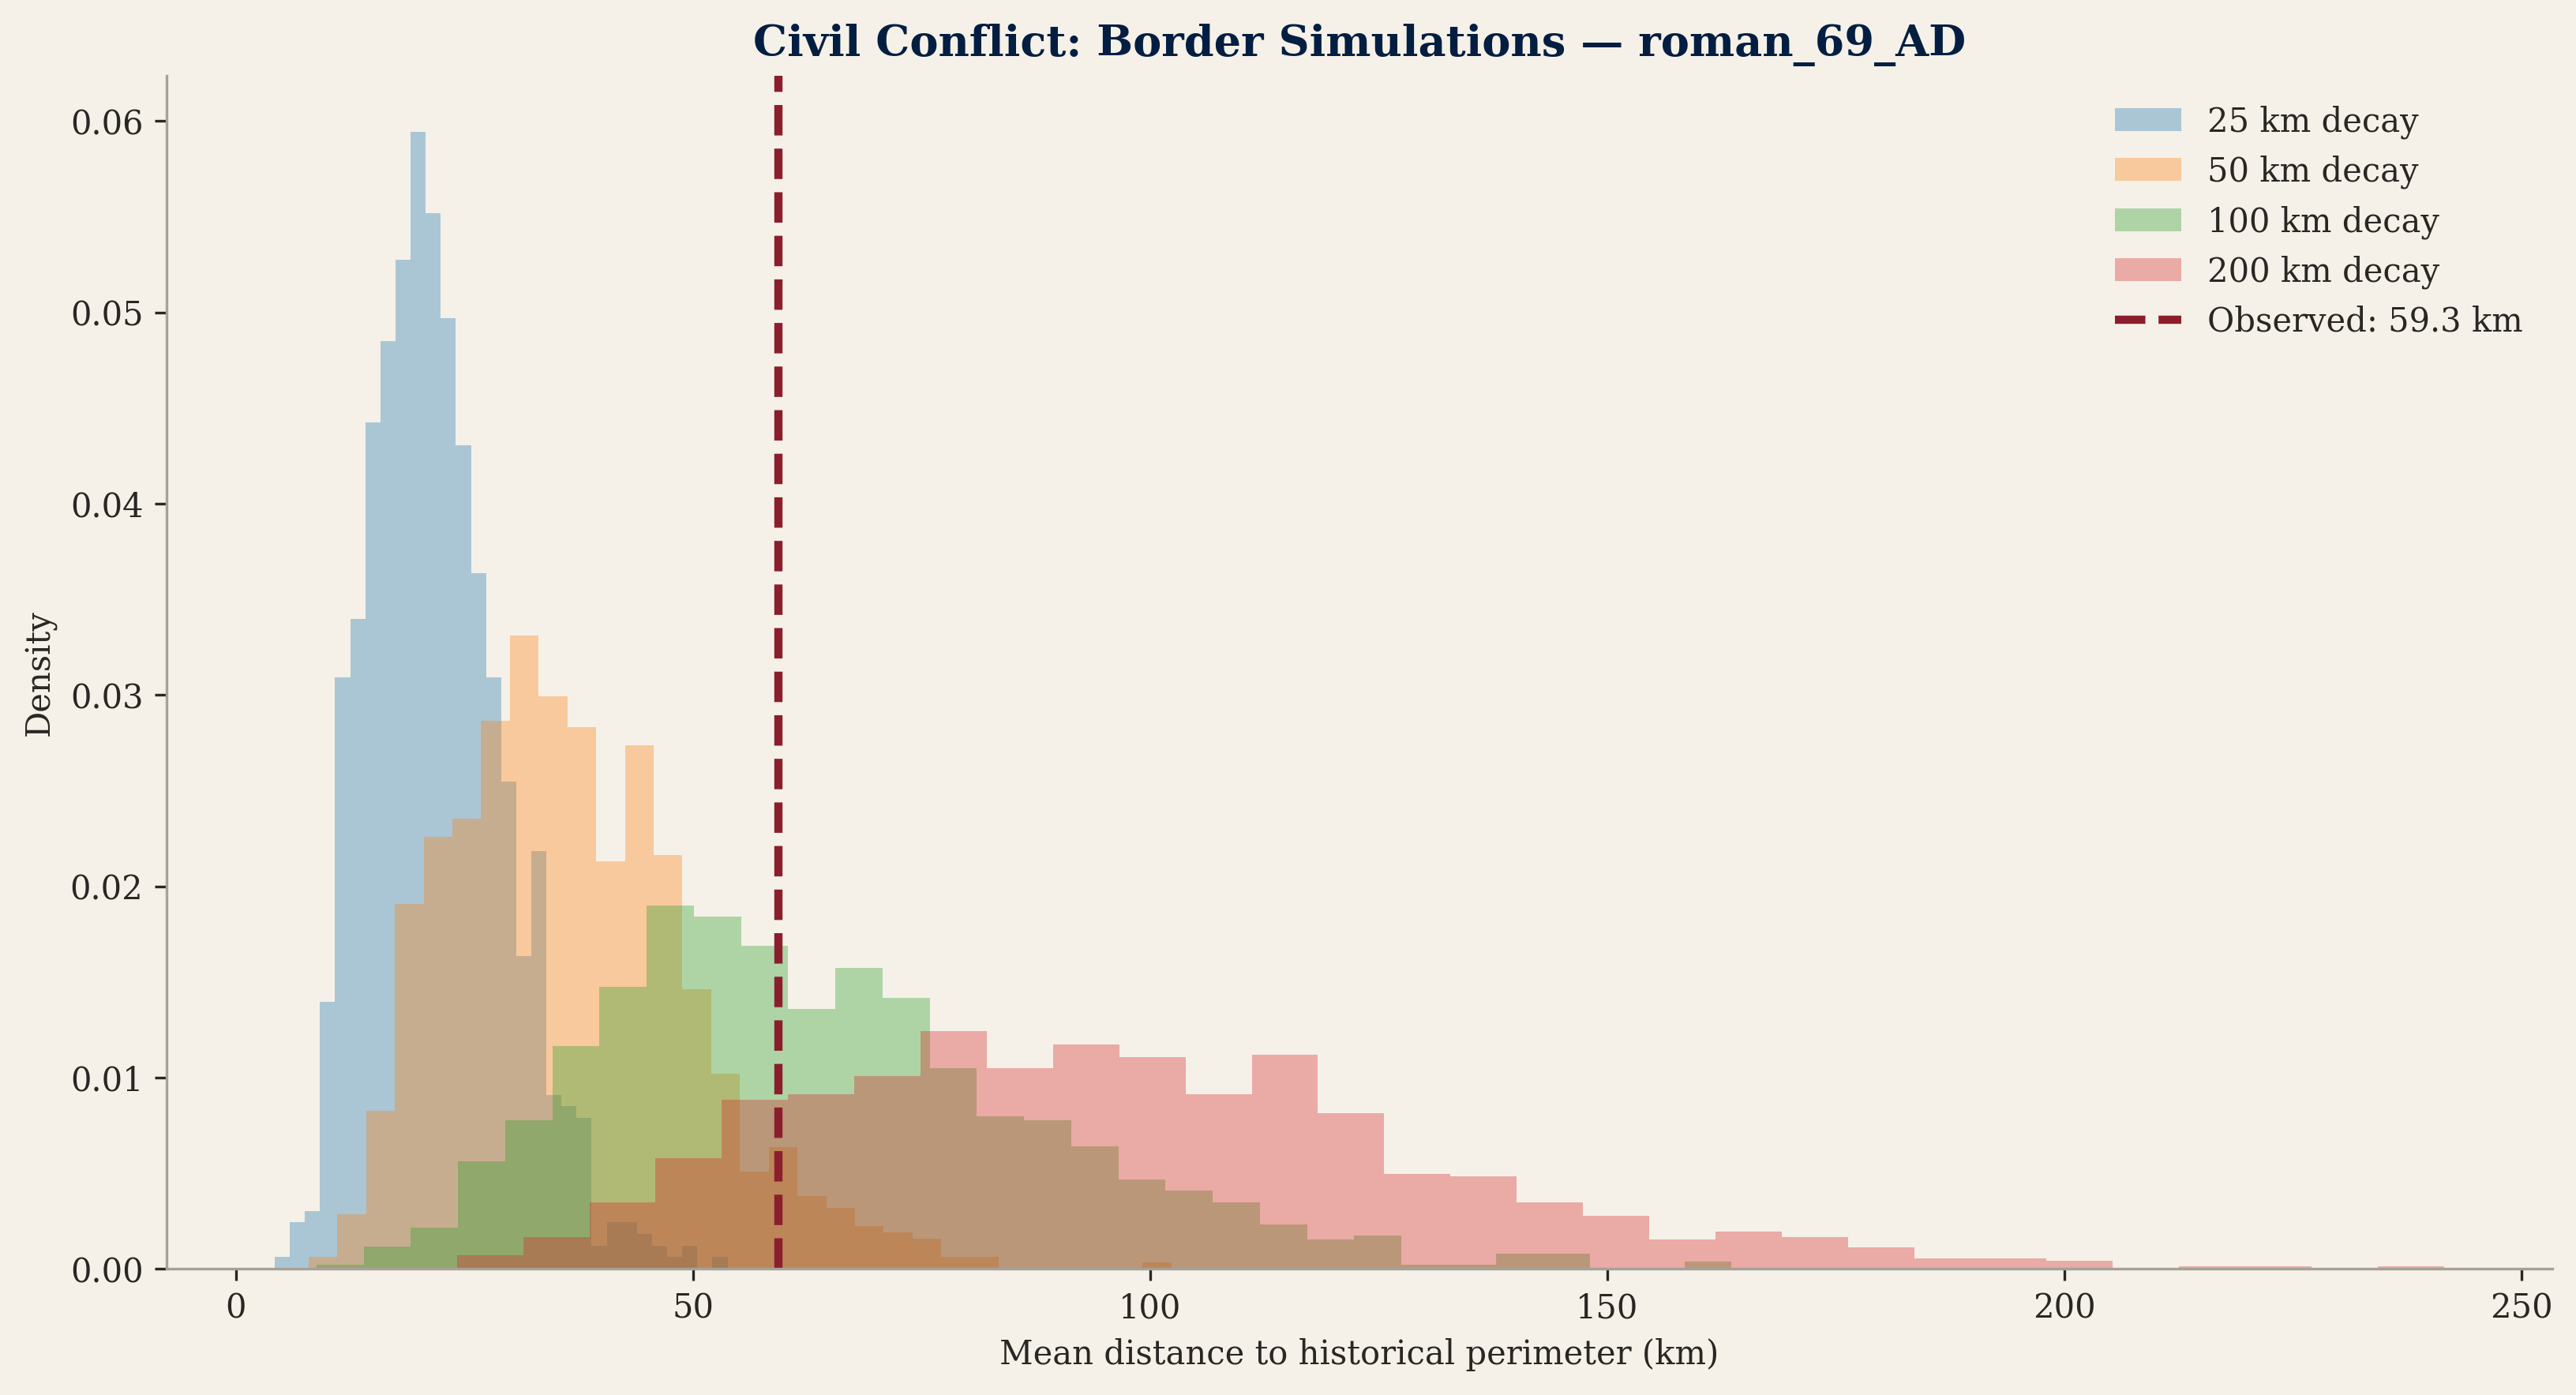 Civil Conflict: Border Simulations — roman_69_AD
25 km decay
50 km decay
100 km decay
200 km decay
Observed: 59.3 km
Density
0.06
0.05
0.04
0.03
0.02
0.01
0.00
0
50
100
150
200
250
Mean distance to historical perimeter (km)